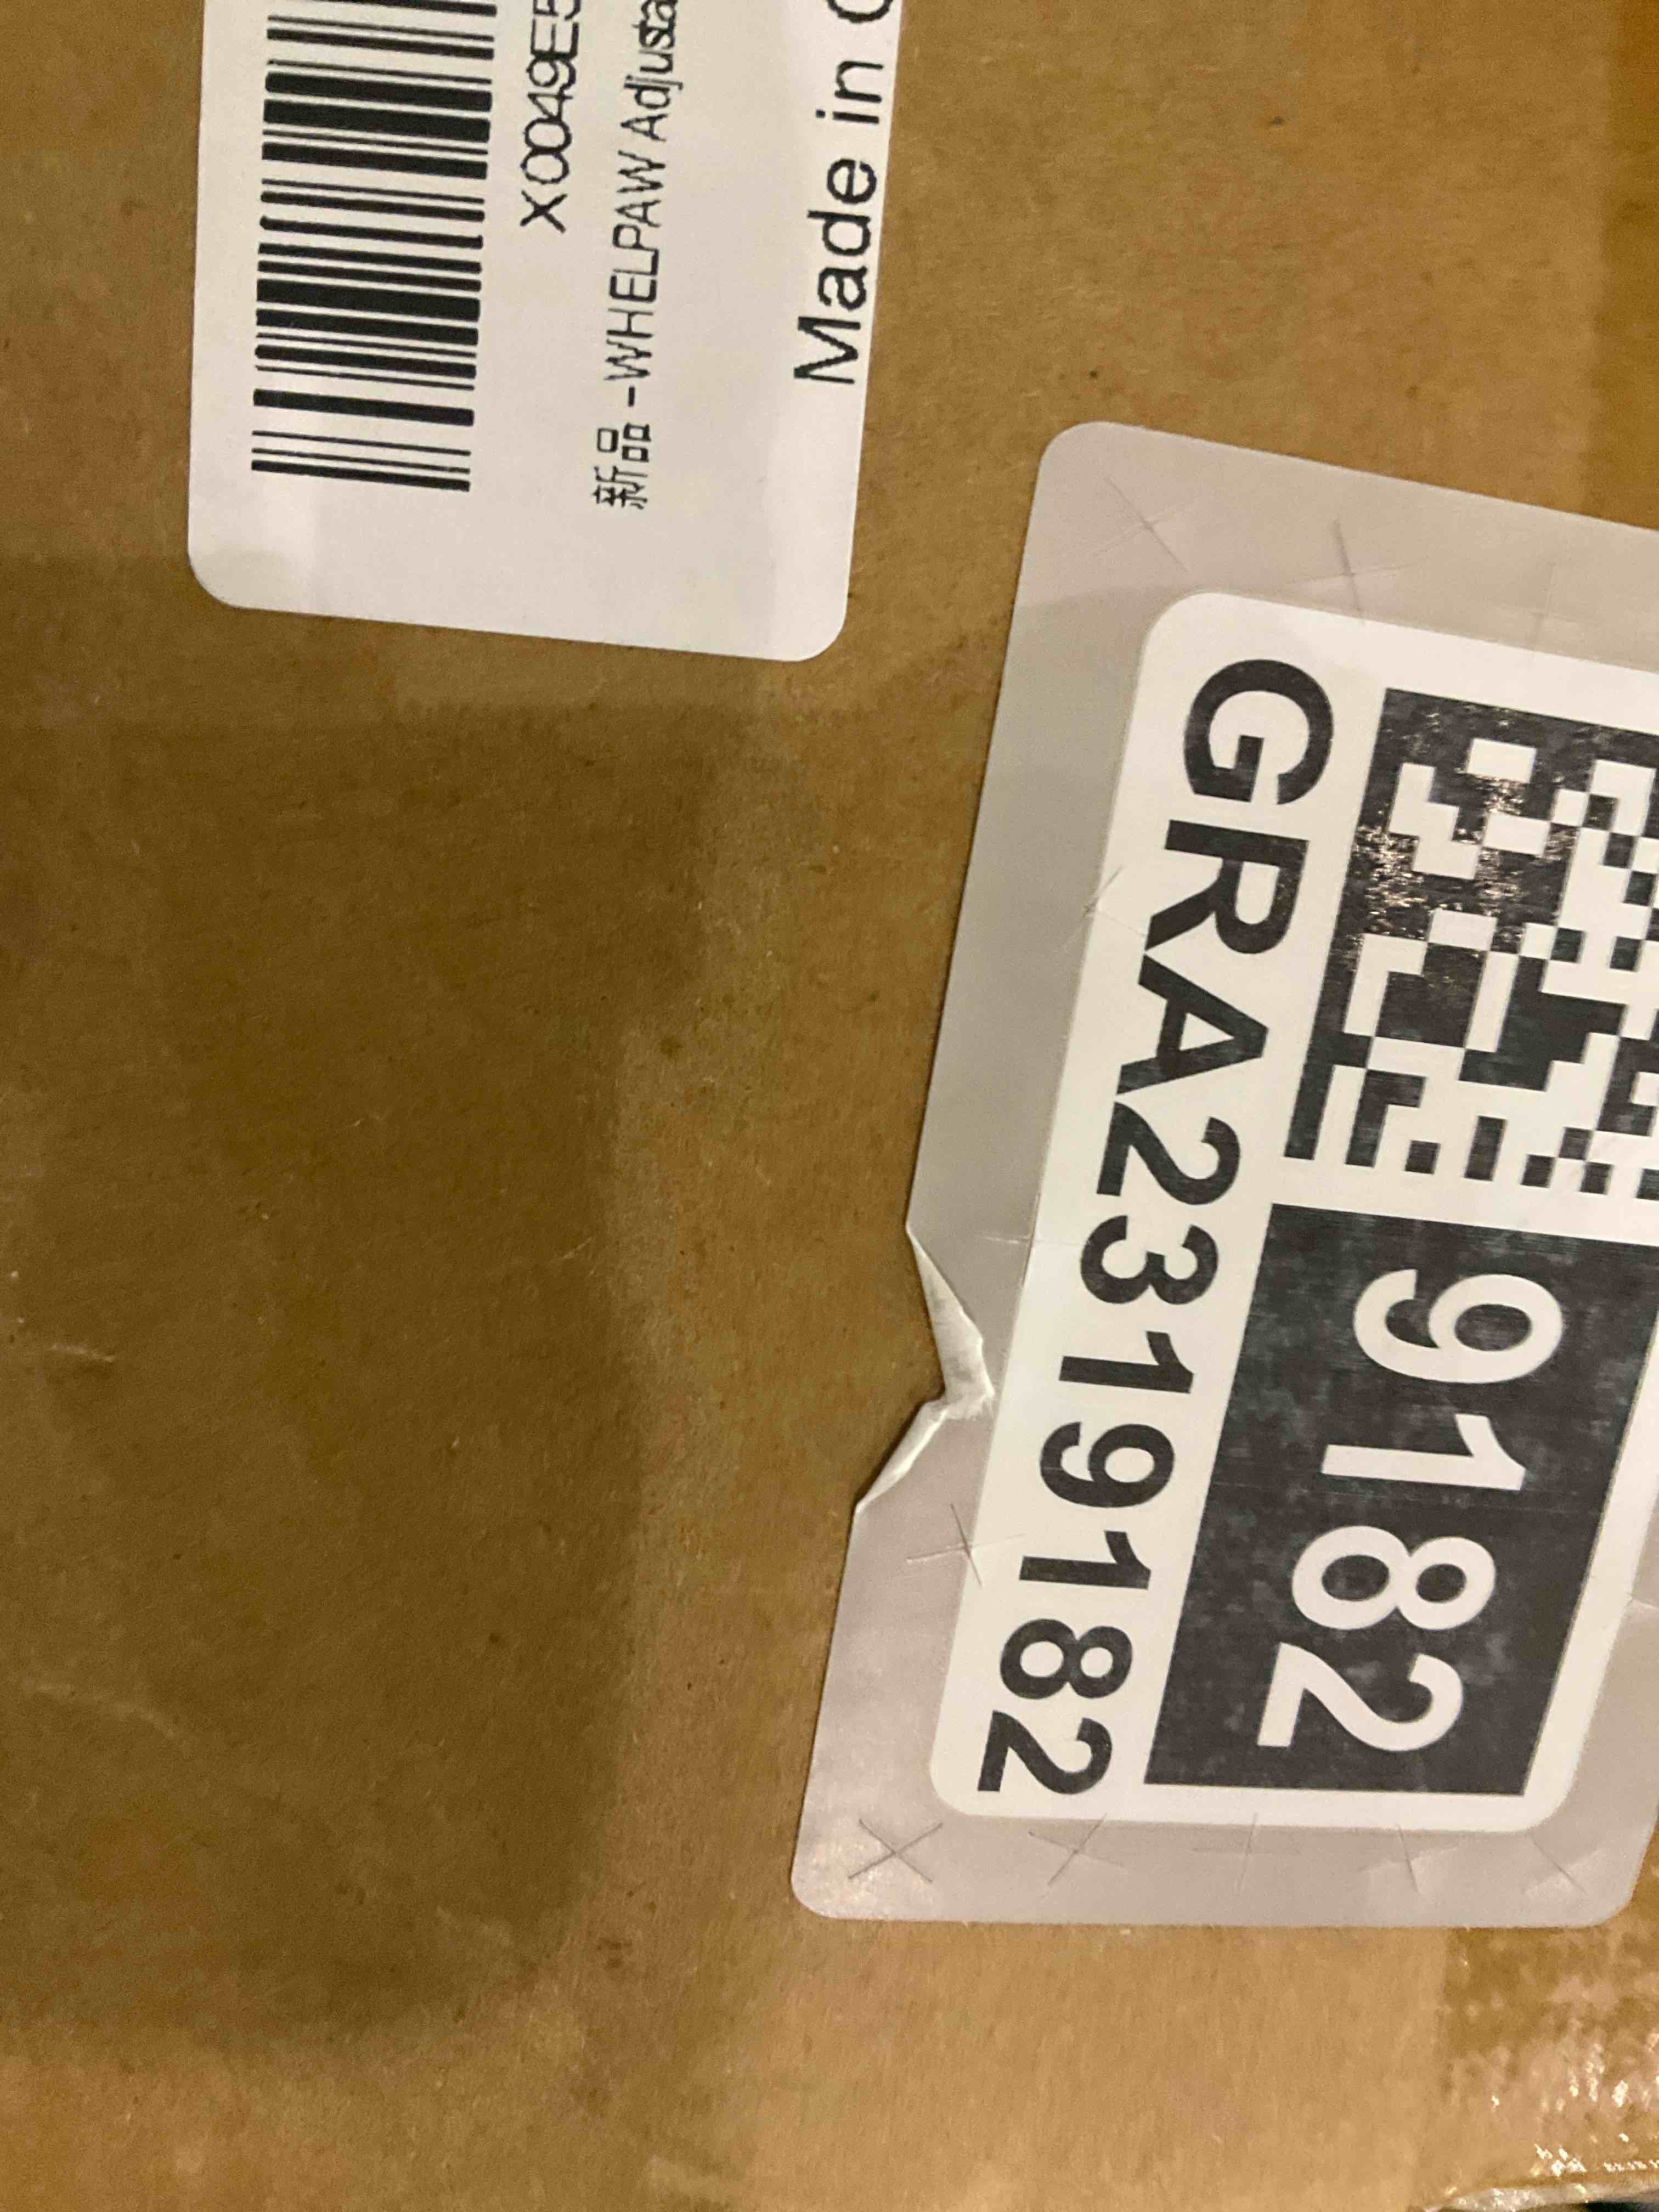 X0049E5
新品 -WHELPAW Adjusta
Made in
9182
GRA2319182